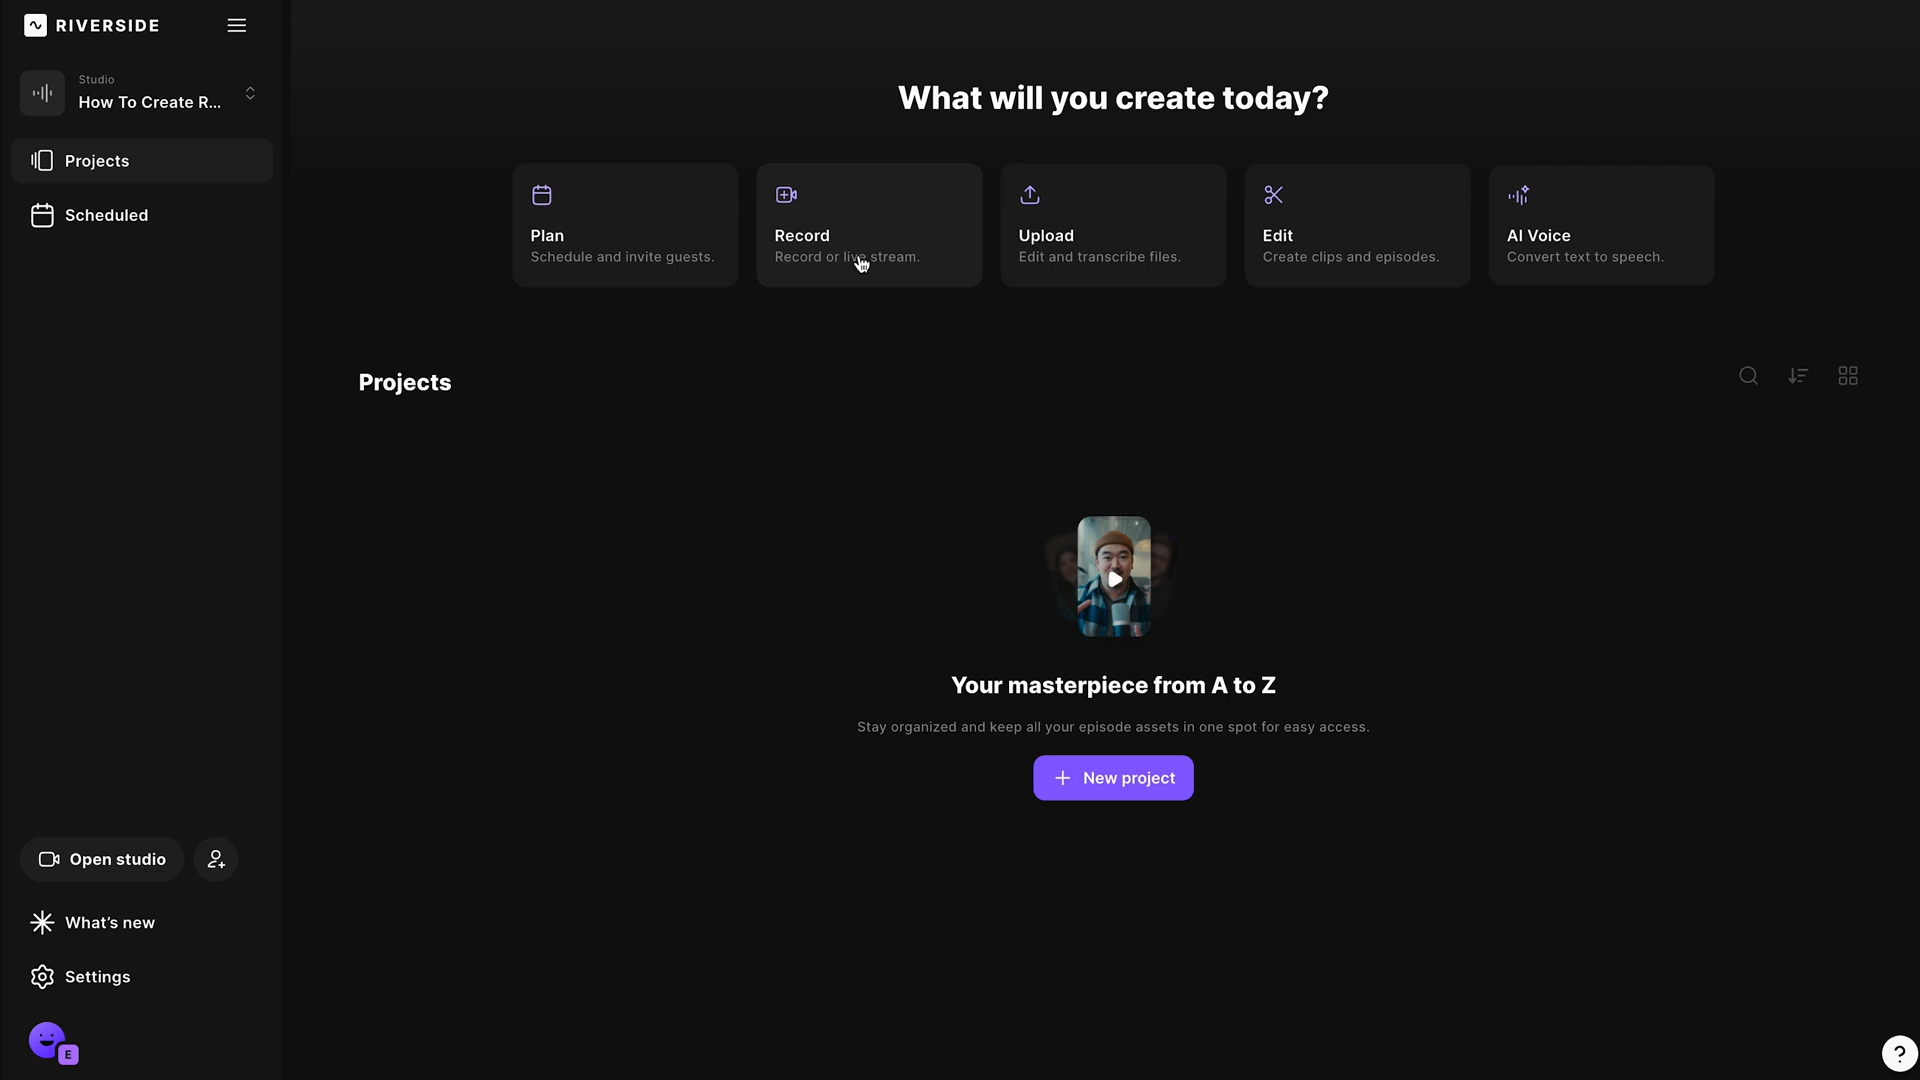 RIVERSIDE
Studio
How To Create R...
Projects
Scheduled
What will you create today?
Plan
Schedule and invite guests.
Record
Record or live stream.
Upload
Edit and transcribe files.
Edit
Create clips and episodes.
AI Voice
Convert text to speech.
Projects
Your masterpiece from A to Z
Stay organized and keep all your episode assets in one spot for easy access.
New project
Open studio
What's new
Settings
E
?